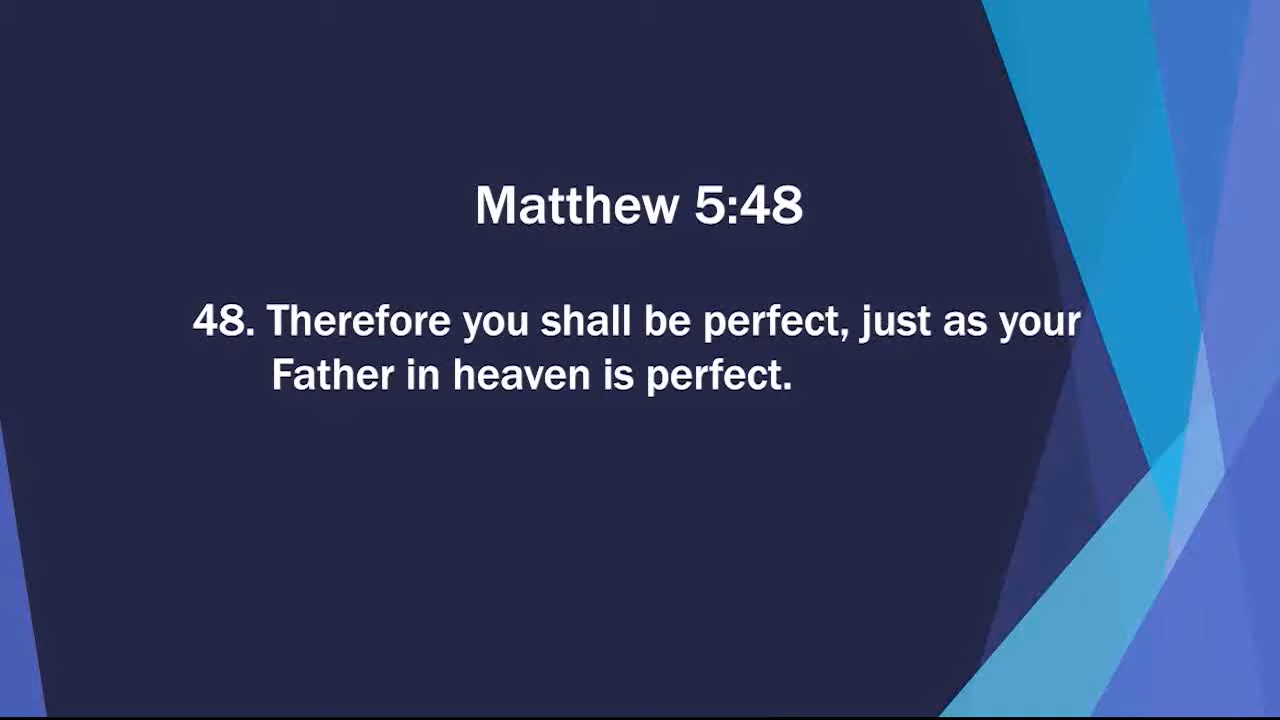 Matthew 5:48
48. Therefore you shall be perfect, just as your
Father in heaven is perfect.